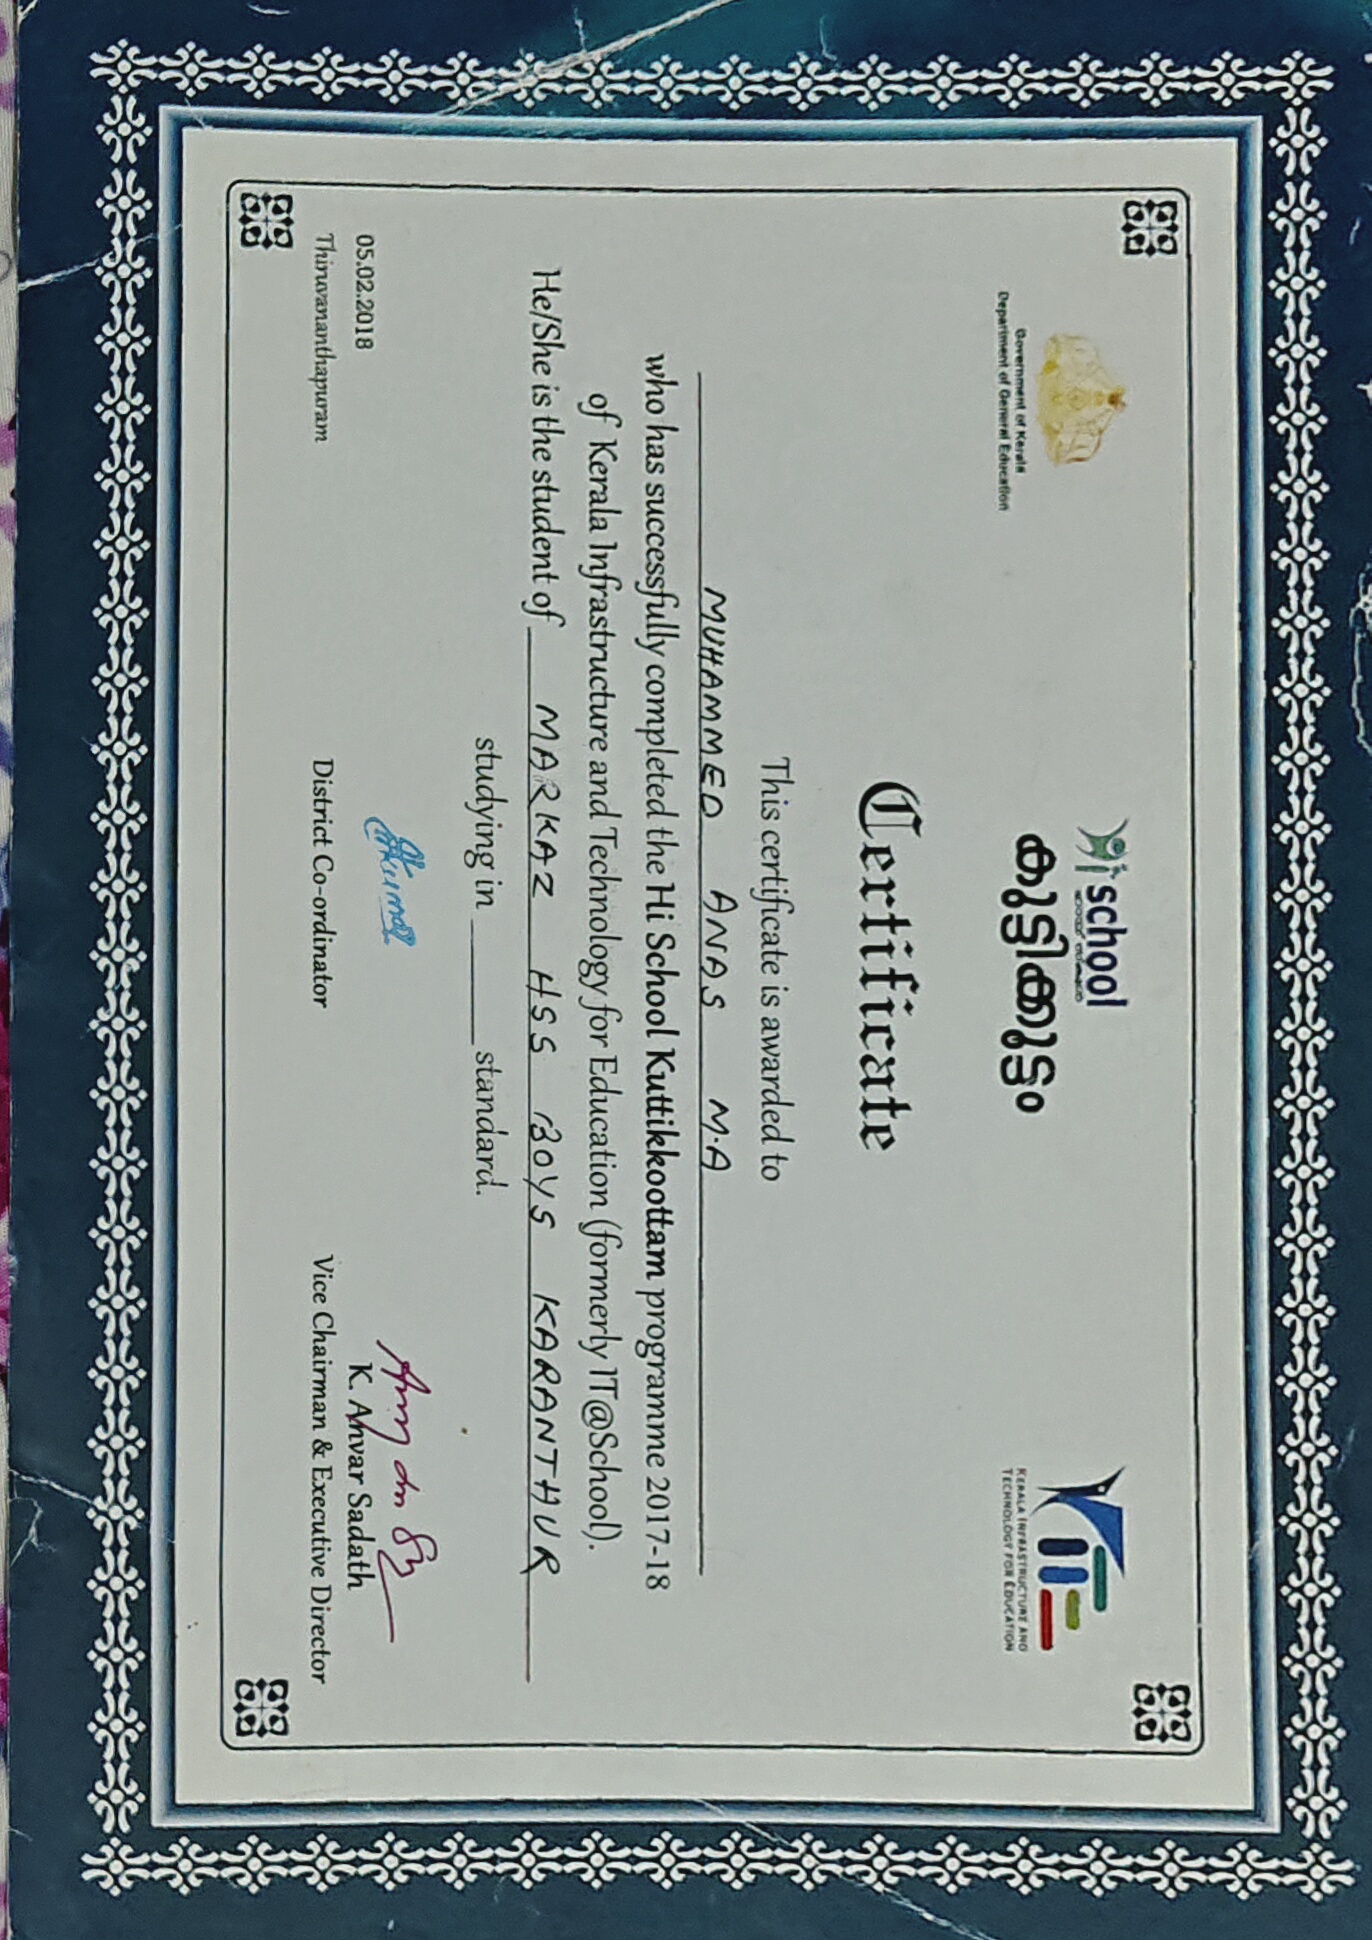 Government of Kerala
Department of General Education
Hi school
ഹായ് സ്കൂൾ
കുട്ടിക്കൂട്ടം
KITE
KERALA INFRASTRUCTURE AND
TECHNOLOGY FOR EDUCATION
Certificate
This certificate is awarded to
MUHAMMED ANAS M.A
who has successfully completed the Hi School Kuttikkoottam programme 2017-18
of Kerala Infrastructure and Technology for Education (formerly IT@School).
He/She is the student of MARKAZ HSS BOYS KARANTHUR
studying in ______ standard.
05.02.2018
Thiruvananthapuram
District Co-ordinator
K. Anvar Sadath
Vice Chairman & Executive Director